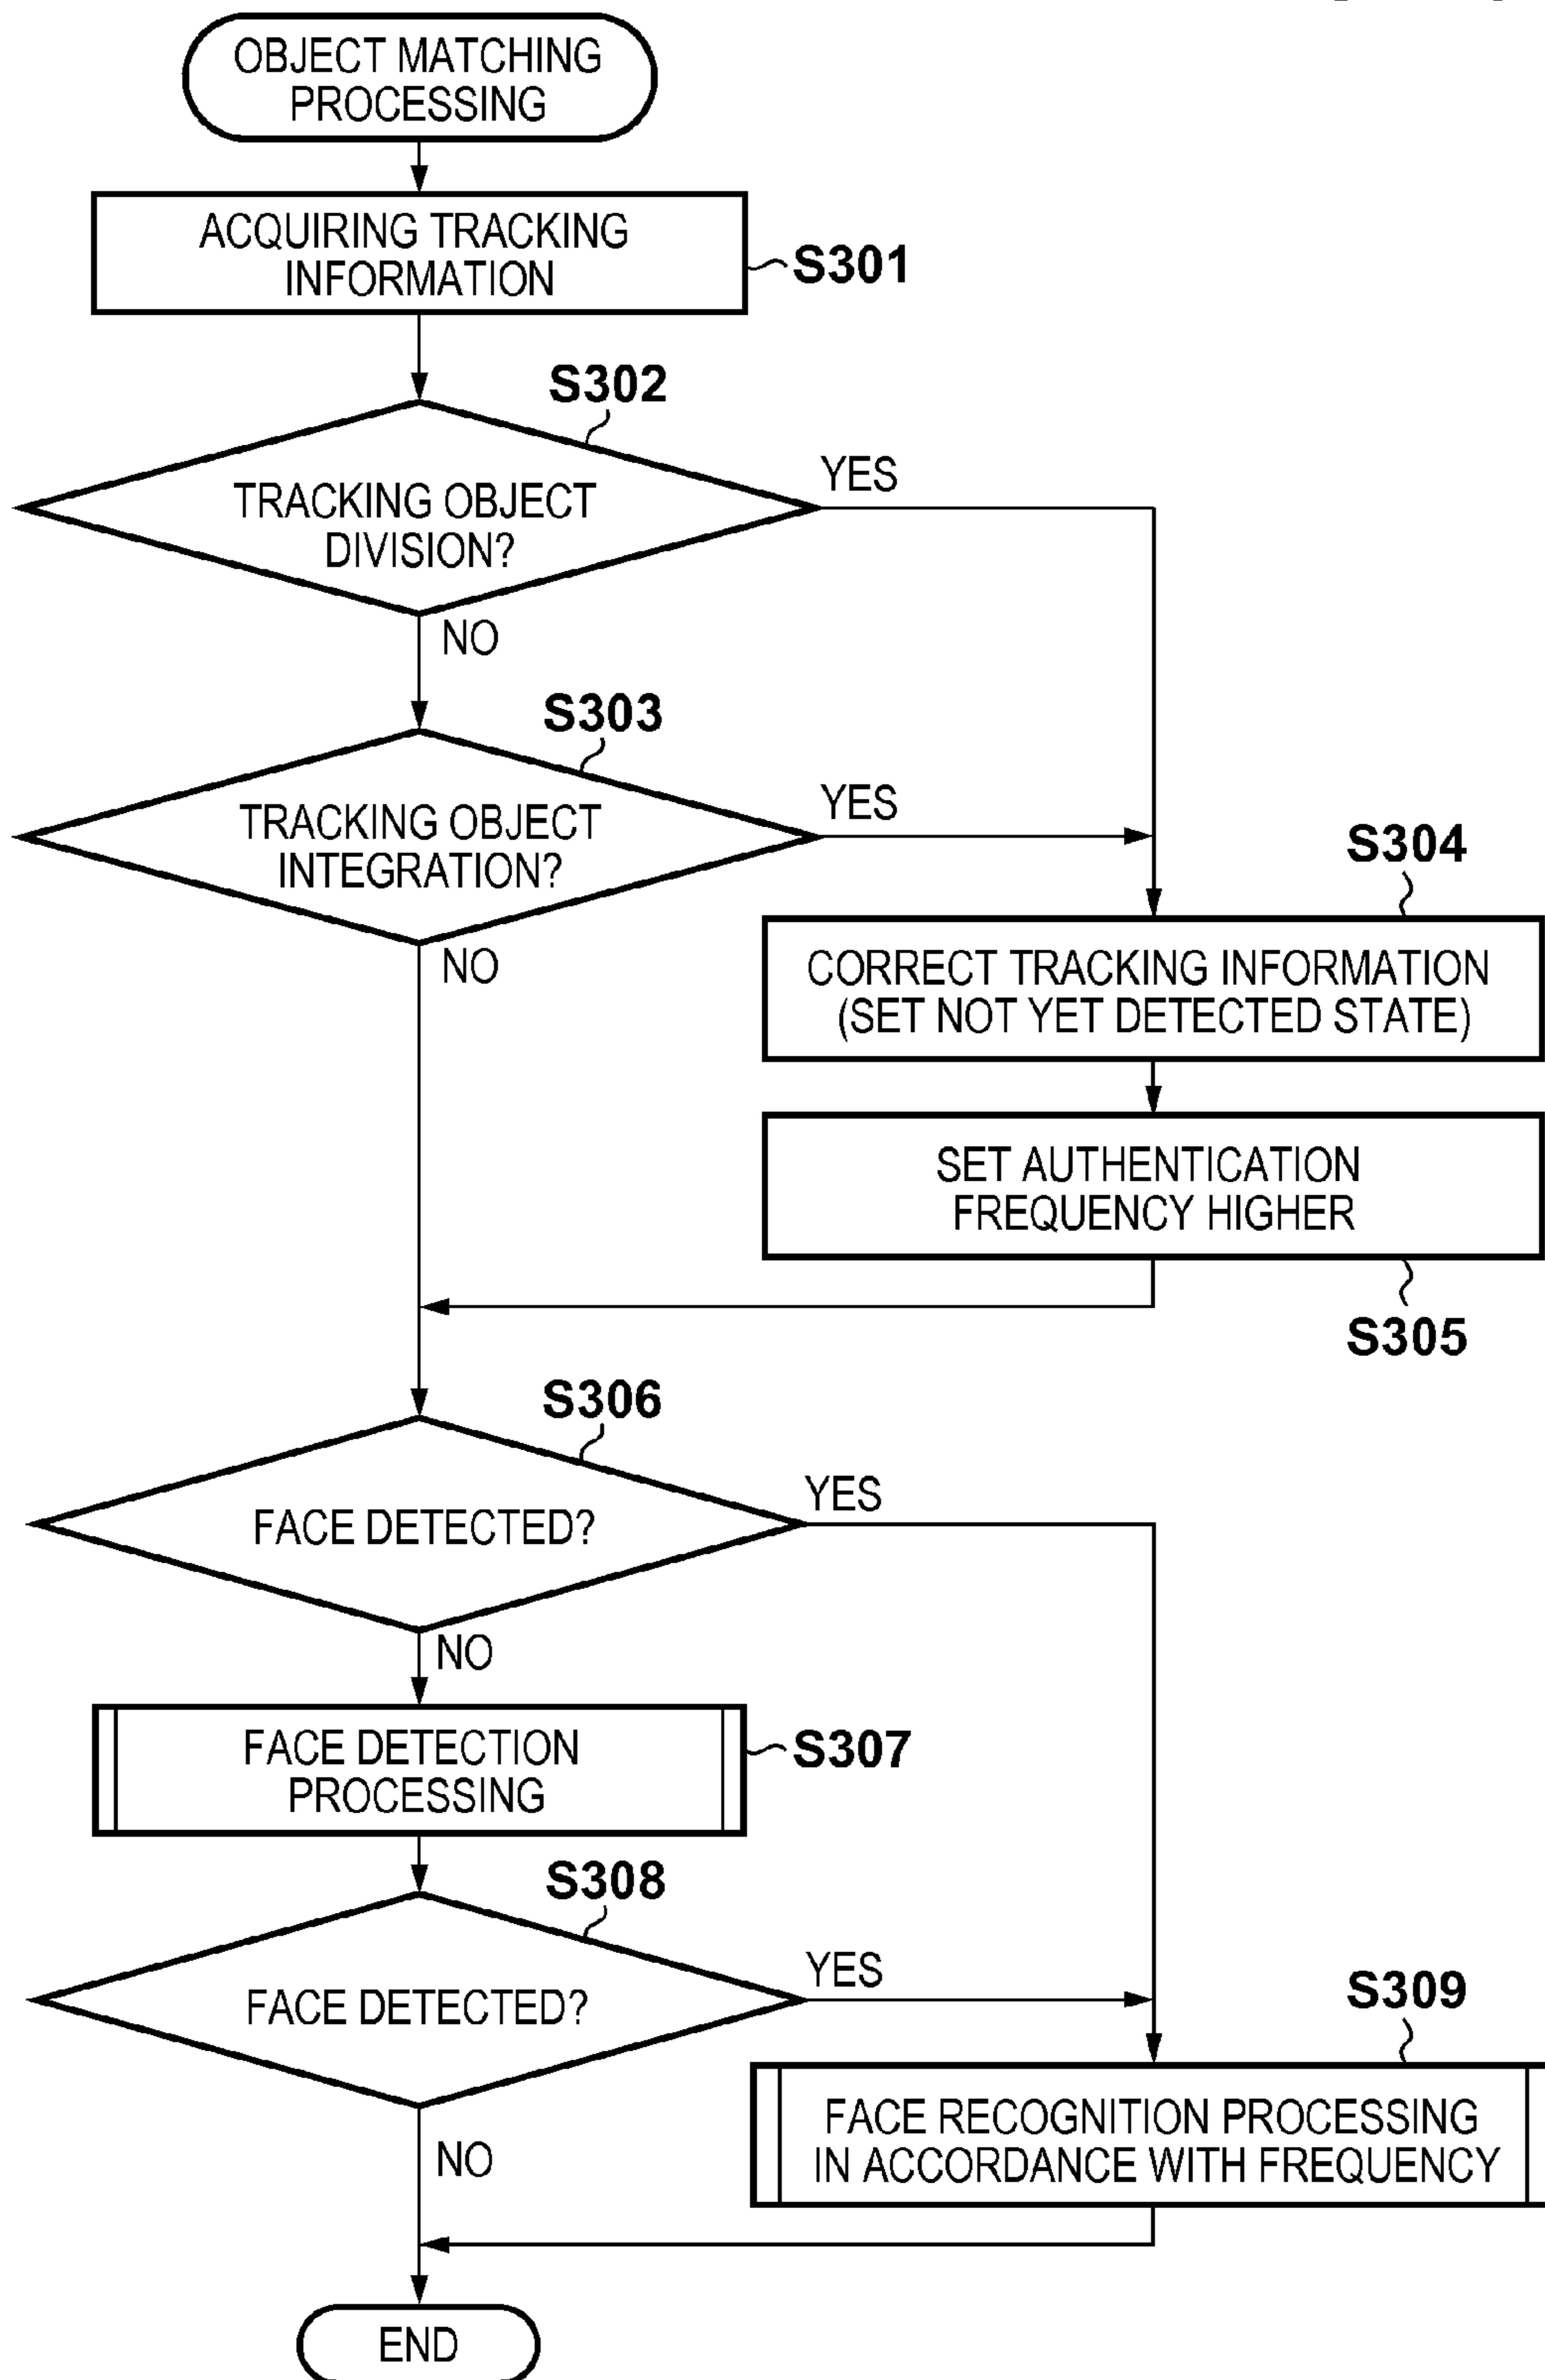 OBJECT MATCHING
PROCESSING
ACQUIRING TRACKING
INFORMATION
S301
S302
TRACKING OBJECT
DIVISION?
YES
NO
S303
TRACKING OBJECT
INTEGRATION?
YES
NO
S304
CORRECT TRACKING INFORMATION
(SET NOT YET DETECTED STATE)
SET AUTHENTICATION
FREQUENCY HIGHER
S305
S306
FACE DETECTED?
YES
NO
FACE DETECTION
PROCESSING
S307
S308
FACE DETECTED?
YES
NO
S309
FACE RECOGNITION PROCESSING
IN ACCORDANCE WITH FREQUENCY
END